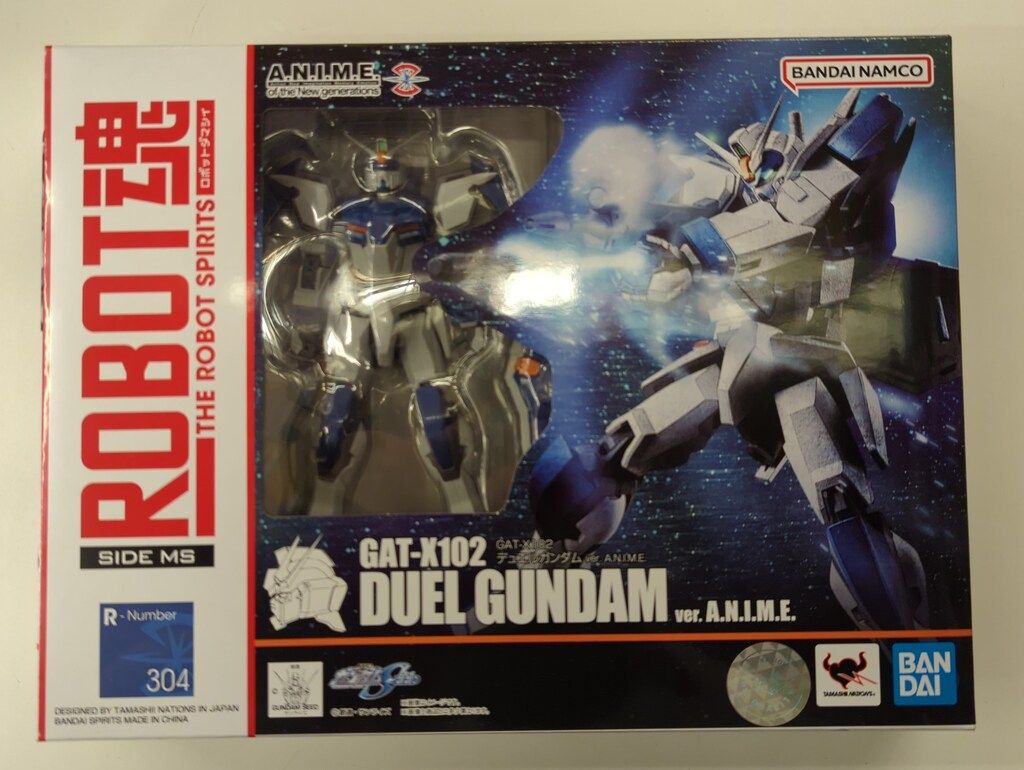 ROBOT魂
THE ROBOT SPIRITS
ロボットダマシイ
SIDE MS
R-Number
304
DESIGNED BY TAMASHII NATIONS IN JAPAN
BANDAI SPIRITS MADE IN CHINA
A.N.I.M.E.
of the New generations
BANDAI NAMCO
GAT-X102
GAT-X102
デュエルガンダム ver. A.N.I.M.E.
DUEL GUNDAM ver. A.N.I.M.E.
GUNDAM SEED
TAMASHII NATIONS
BAN
DAI